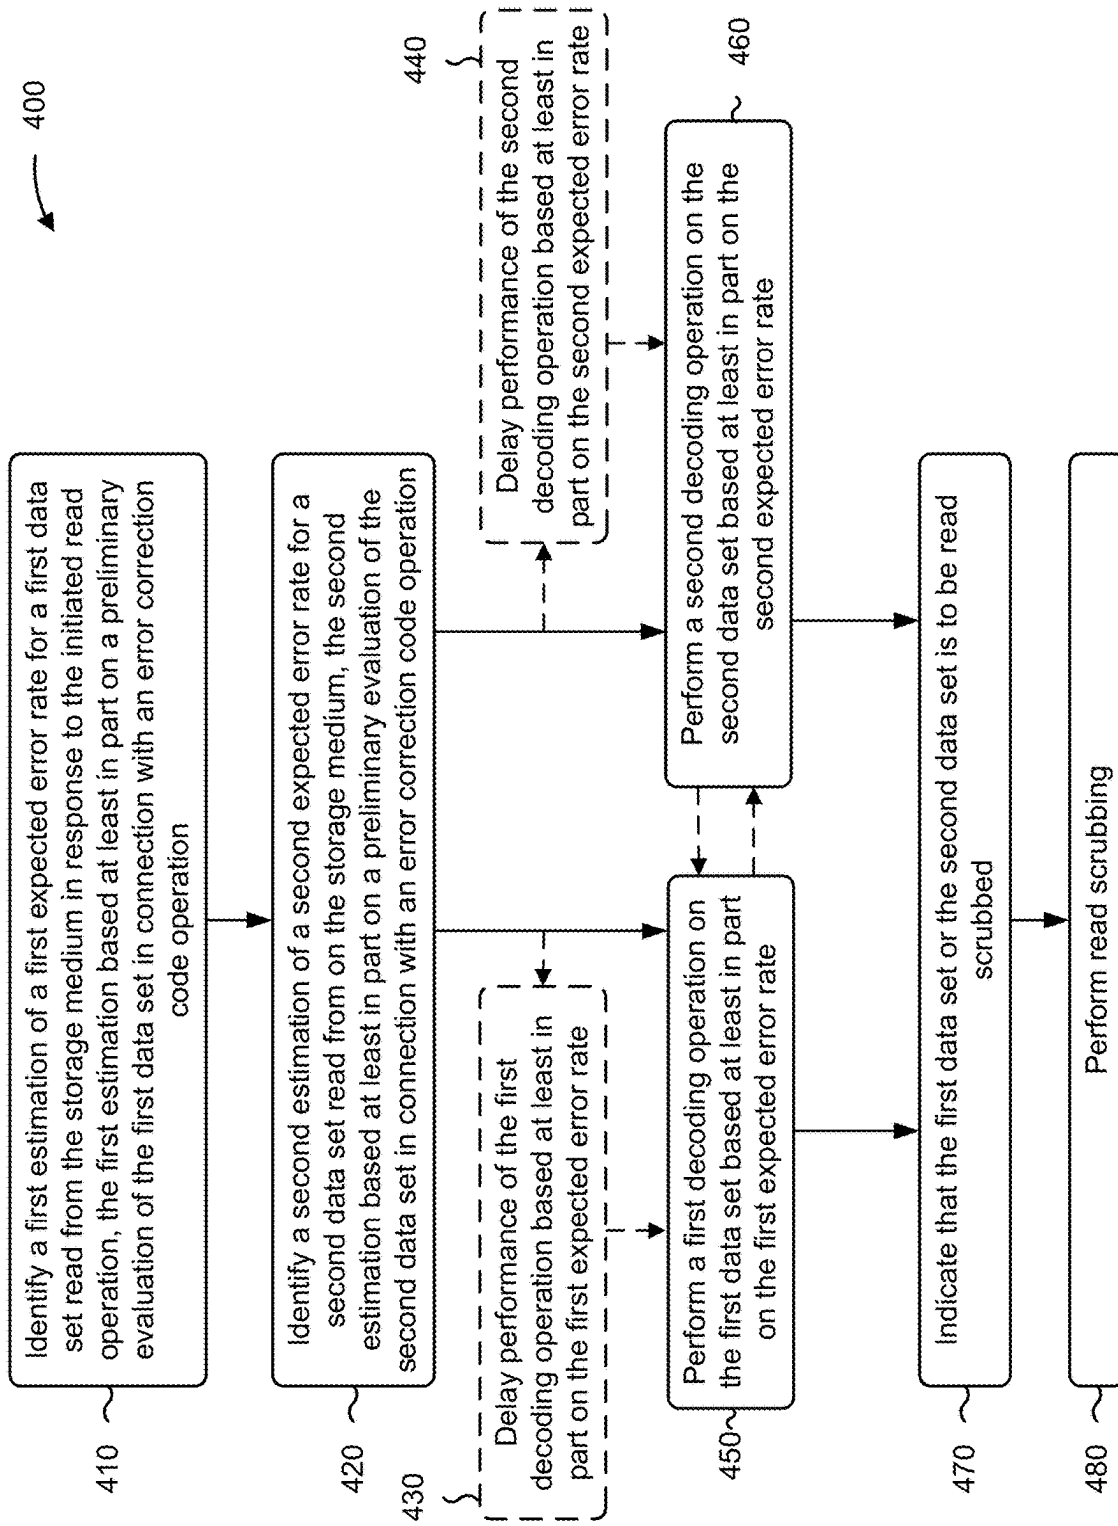 400
410
Identify a first estimation of a first expected error rate for a first data
set read from the storage medium in response to the initiated read
operation, the first estimation based at least in part on a preliminary
evaluation of the first data set in connection with an error correction
code operation
420
Identify a second estimation of a second expected error rate for a
second data set read from on the storage medium, the second
estimation based at least in part on a preliminary evaluation of the
second data set in connection with an error correction code operation
430
Delay performance of the first
decoding operation based at least in
part on the first expected error rate
440
Delay performance of the second
decoding operation based at least in
part on the second expected error rate
450
Perform a first decoding operation on
the first data set based at least in part
on the first expected error rate
460
Perform a second decoding operation on the
second data set based at least in part on the
second expected error rate
470
Indicate that the first data set or the second data set is to be read
scrubbed
480
Perform read scrubbing